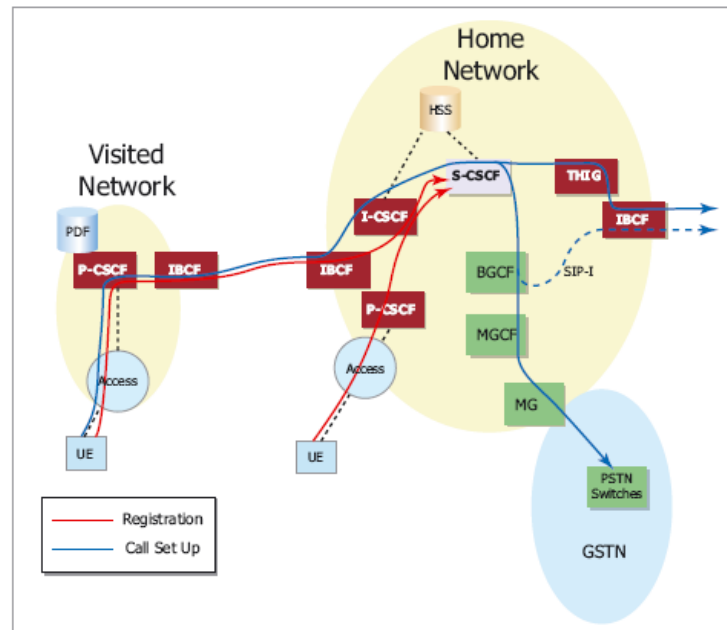 Home
Network
HSS
Visited
Network
S-CSCF
THIG
I-CSCF
IBCF
PDF
P-CSCF
IBCF
IBCF
BGCF
SIP-I
P-CSCF
MGCF
Access
Access
MG
UE
UE
PSTN
Switches
Registration
Call Set Up
GSTN